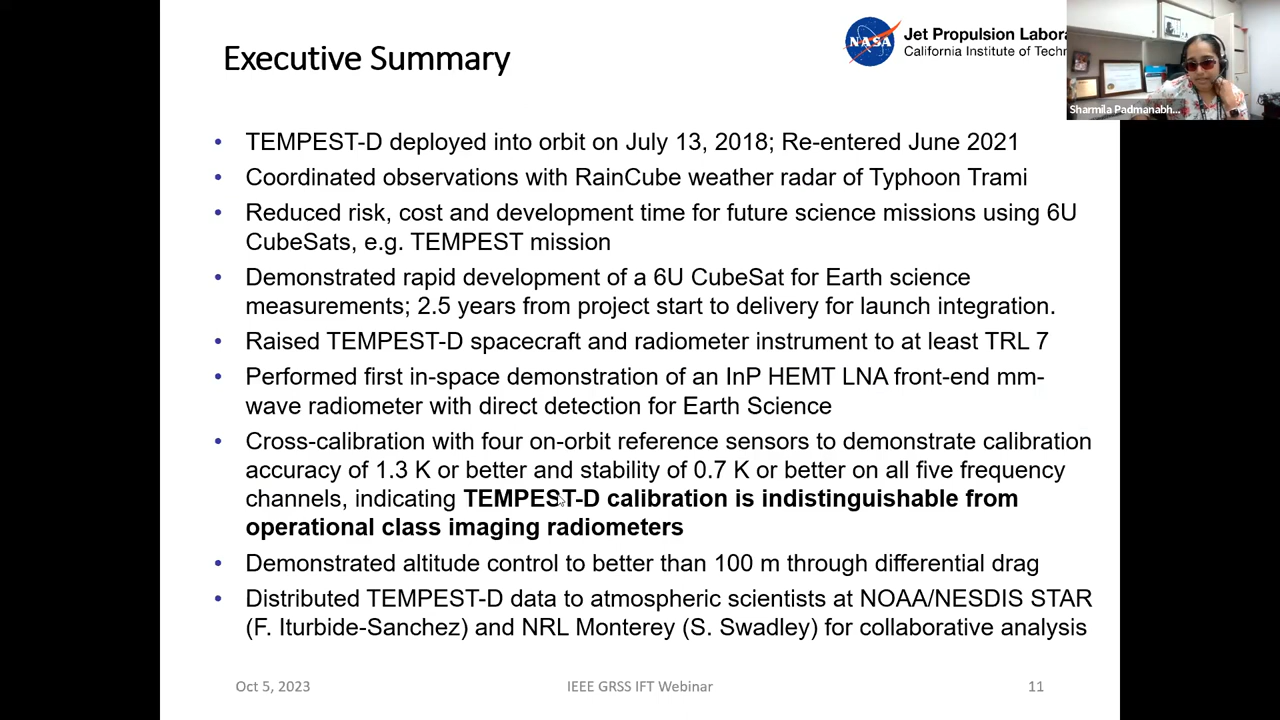 Executive Summary
NASA
Jet Propulsion Labora
California Institute of Techn
Sharmila Padmanabh...
• TEMPEST-D deployed into orbit on July 13, 2018; Re-entered June 2021
• Coordinated observations with RainCube weather radar of Typhoon Trami
• Reduced risk, cost and development time for future science missions using 6U
CubeSats, e.g. TEMPEST mission
• Demonstrated rapid development of a 6U CubeSat for Earth science
measurements; 2.5 years from project start to delivery for launch integration.
• Raised TEMPEST-D spacecraft and radiometer instrument to at least TRL 7
• Performed first in-space demonstration of an InP HEMT LNA front-end mm-
wave radiometer with direct detection for Earth Science
• Cross-calibration with four on-orbit reference sensors to demonstrate calibration
accuracy of 1.3 K or better and stability of 0.7 K or better on all five frequency
channels, indicating TEMPEST-D calibration is indistinguishable from
operational class imaging radiometers
• Demonstrated altitude control to better than 100 m through differential drag
• Distributed TEMPEST-D data to atmospheric scientists at NOAA/NESDIS STAR
(F. Iturbide-Sanchez) and NRL Monterey (S. Swadley) for collaborative analysis
Oct 5, 2023
IEEE GRSS IFT Webinar
11